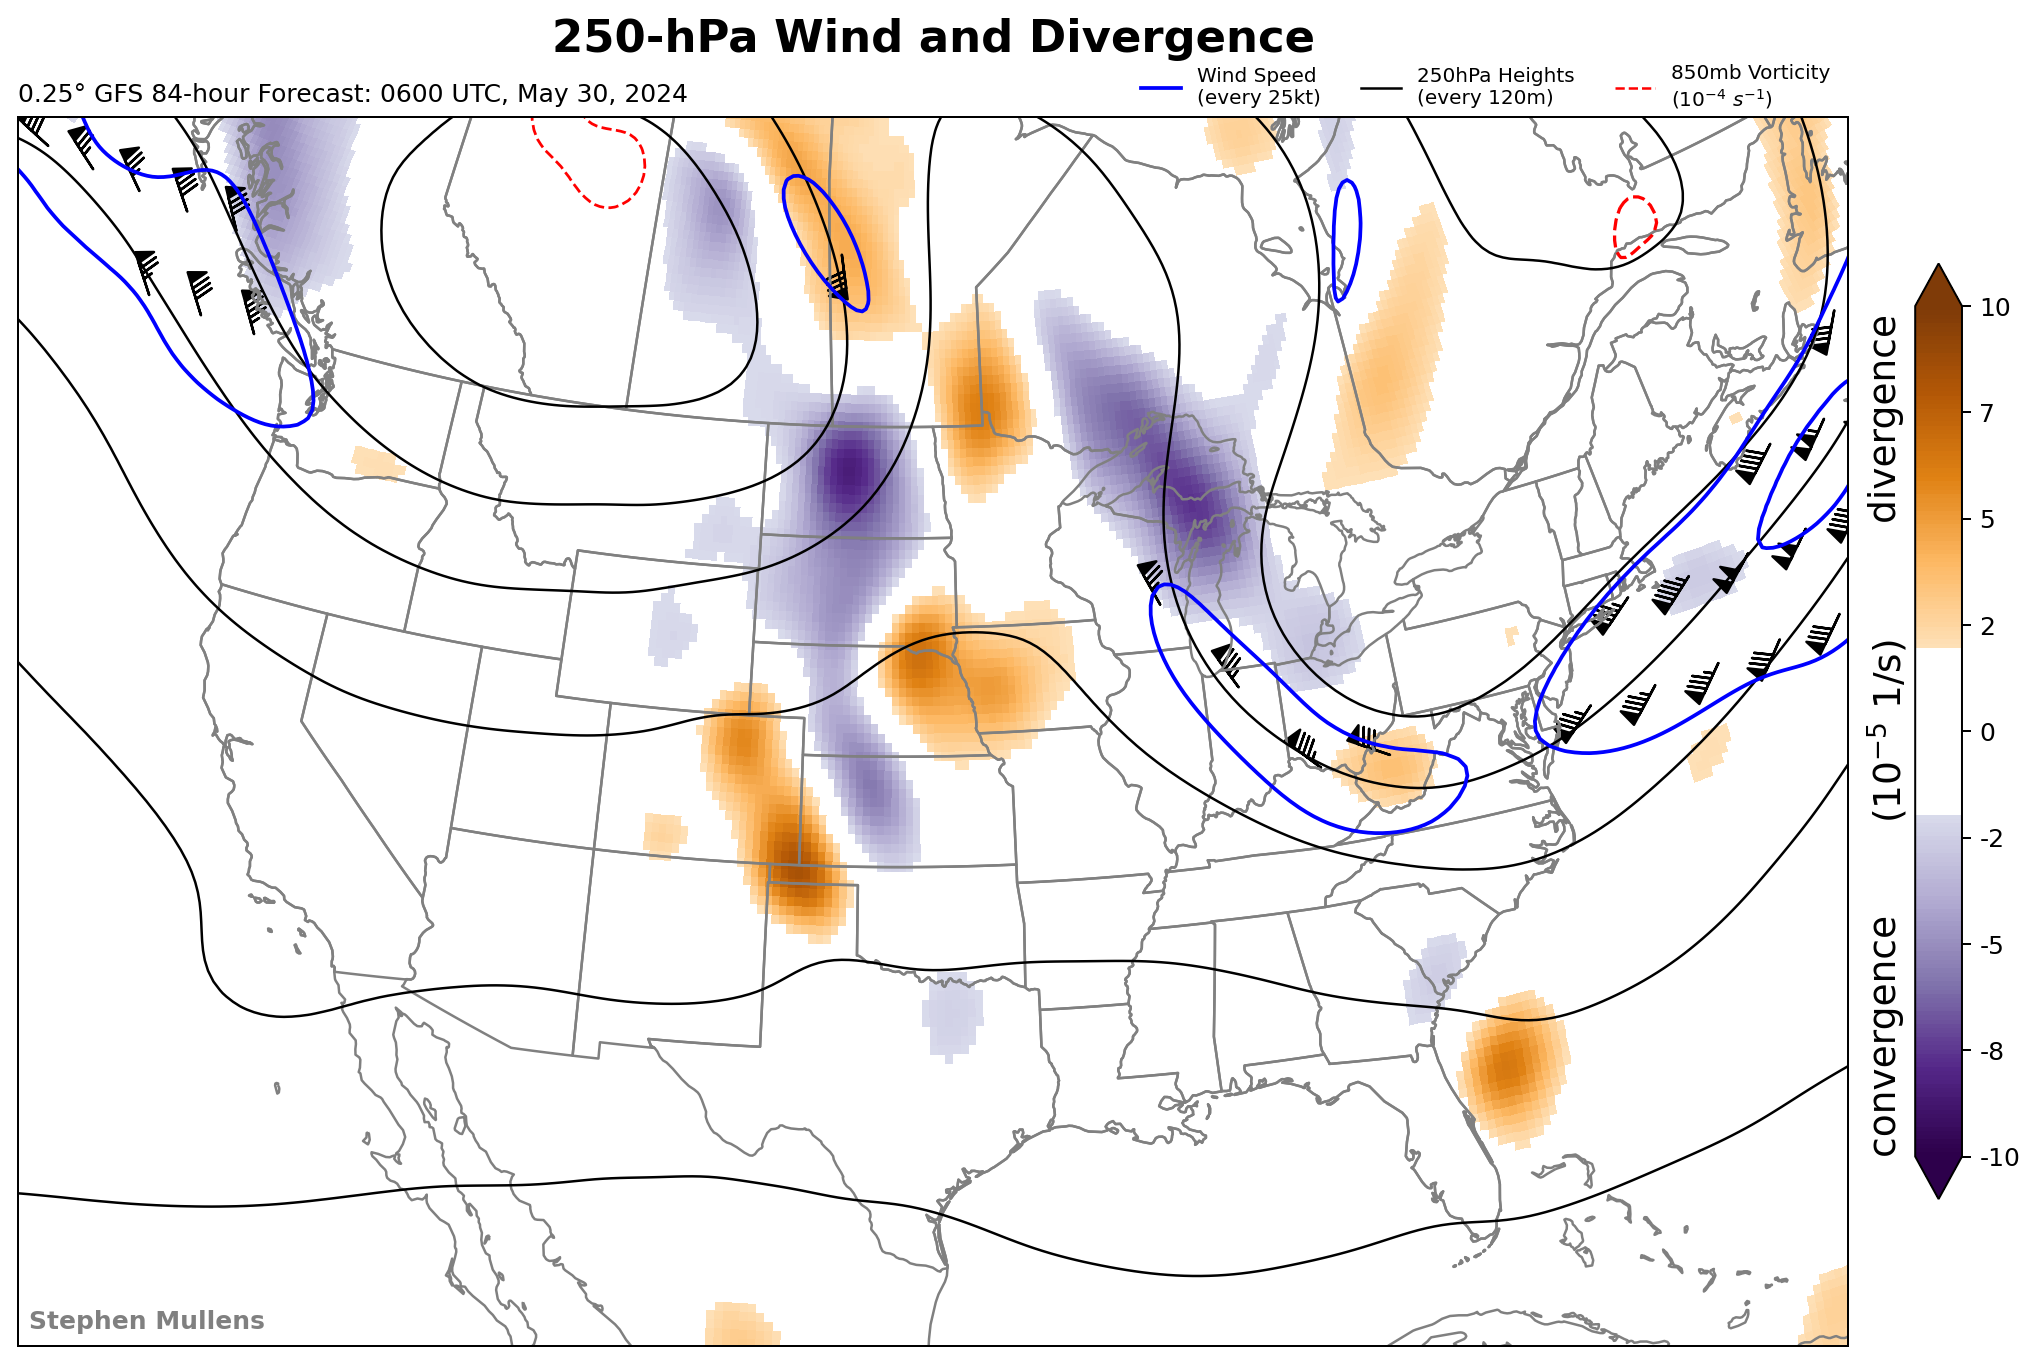 250-hPa Wind and Divergence
0.25° GFS 84-hour Forecast: 0600 UTC, May 30, 2024
Wind Speed
(every 25kt)
250hPa Heights
(every 120m)
850mb Vorticity
(10⁻⁴ s⁻¹)
10
7
5
2
0
-2
-5
-8
-10
convergence (10⁻⁵ 1/s) divergence
Stephen Mullens